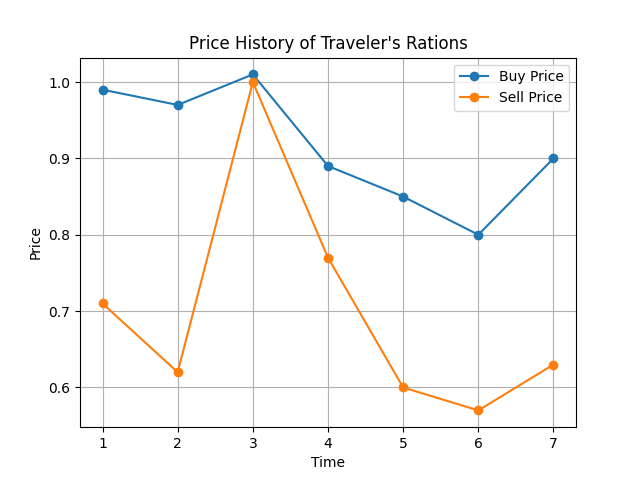 Price History of Traveler's Rations
Buy Price
Sell Price
Price
1.0
0.9
0.8
0.7
0.6
1 2 3 4 5 6 7
Time